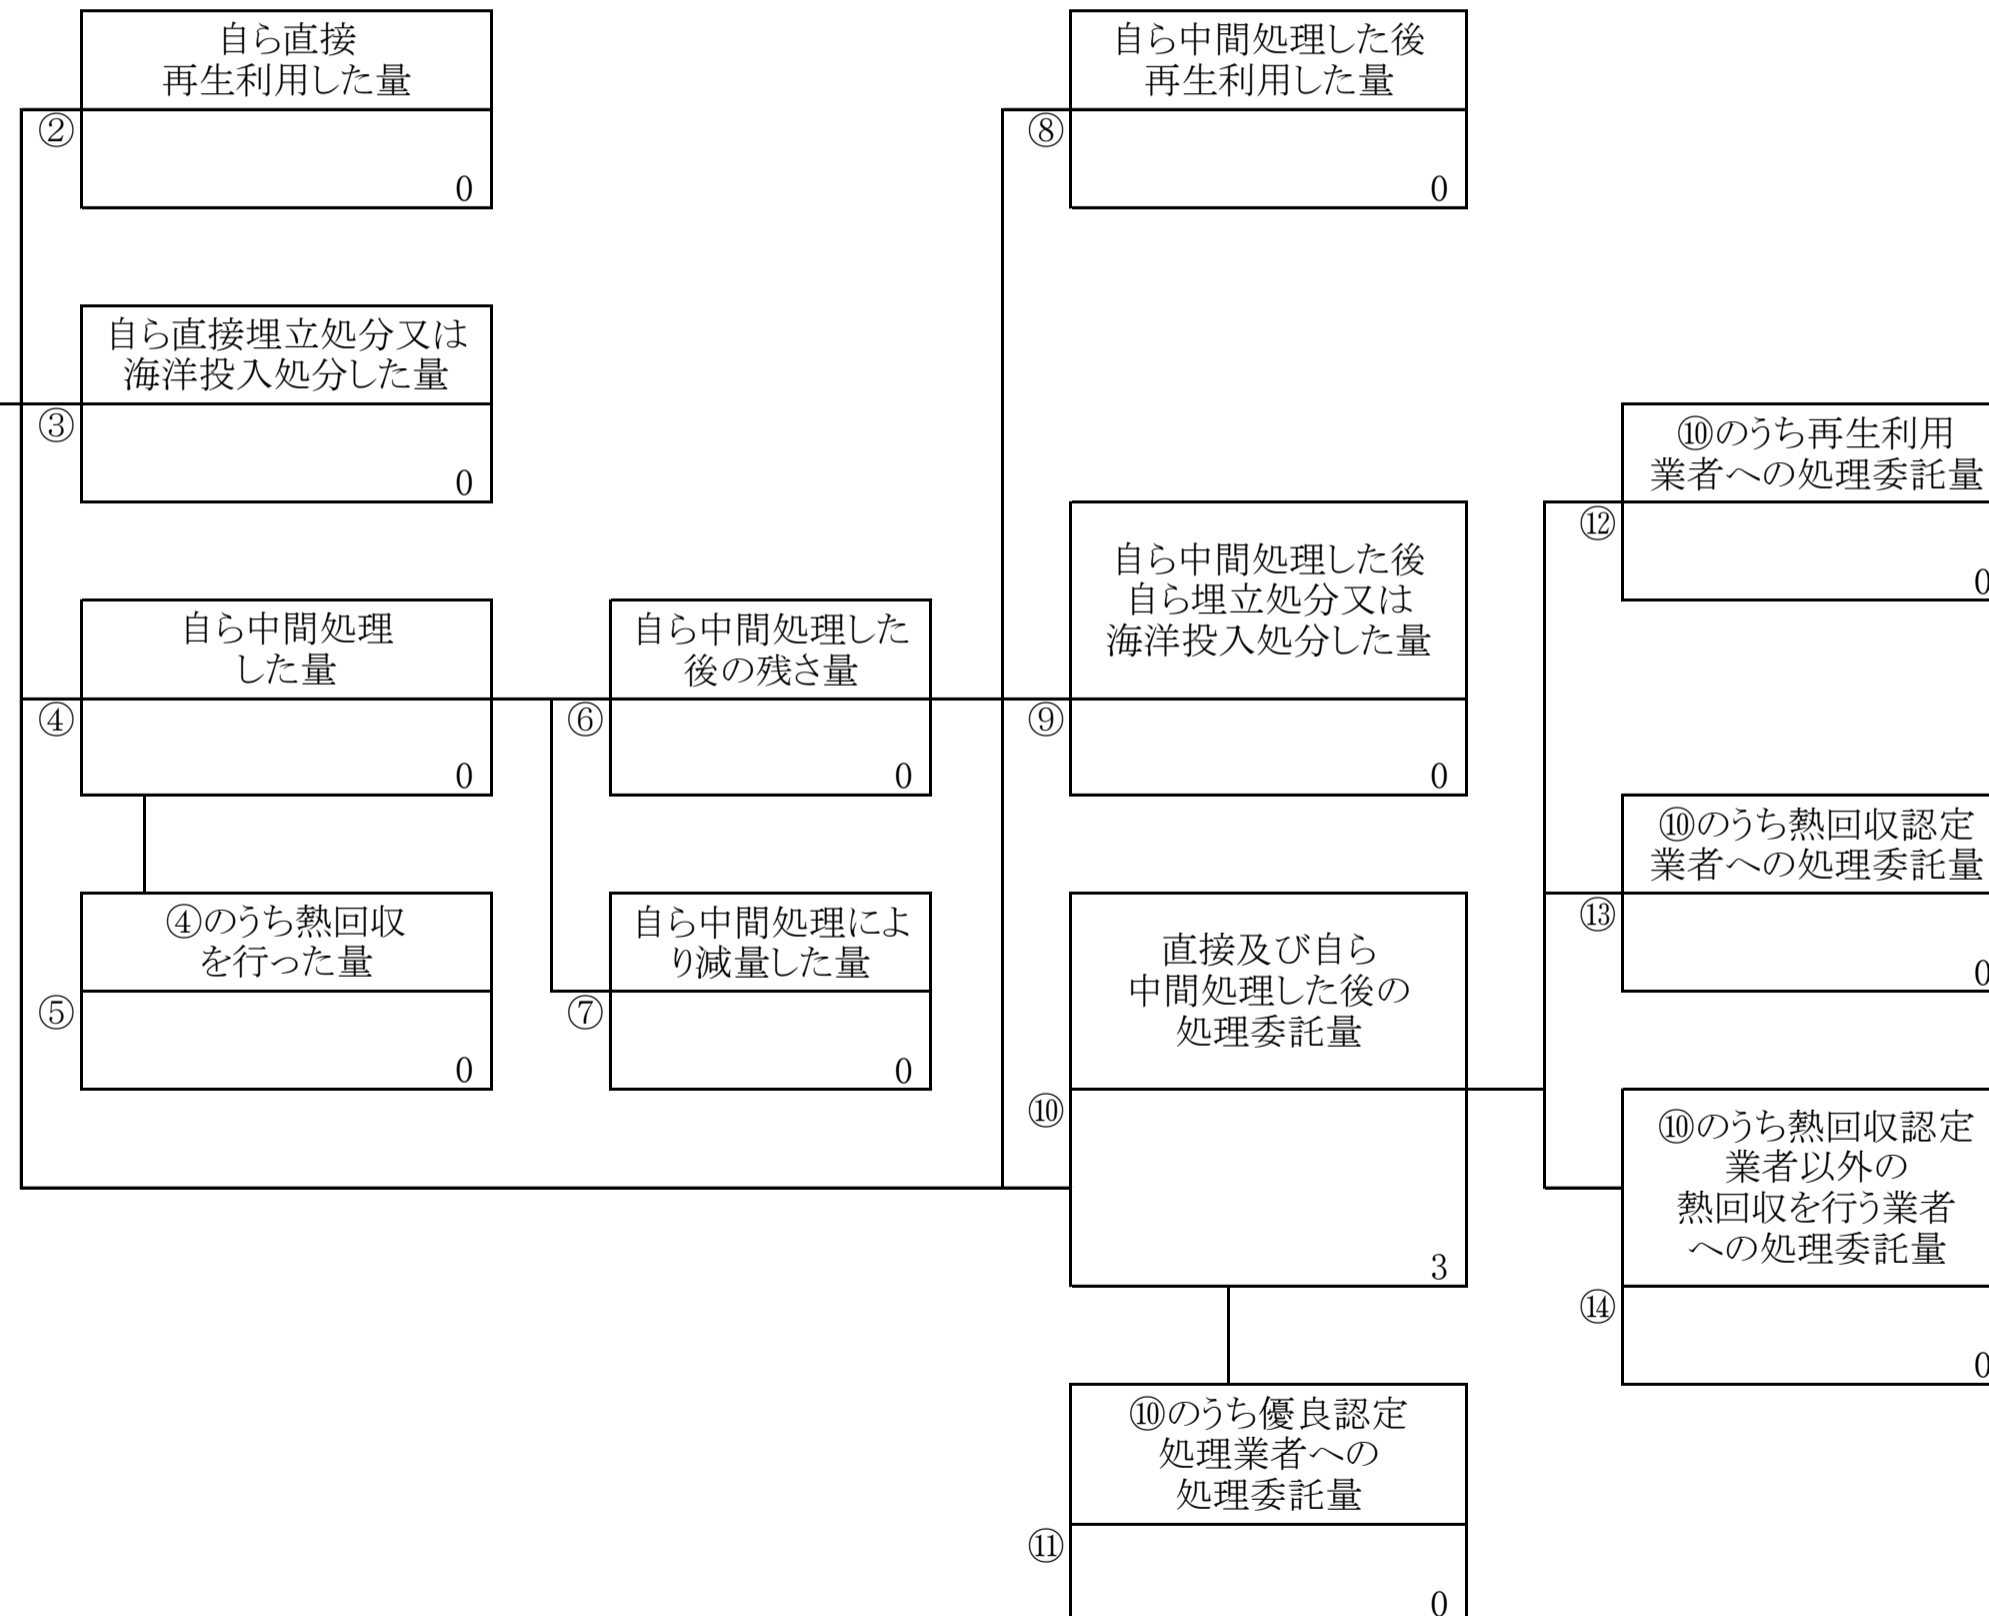 自ら直接
再生利用した量
②
0
自ら直接埋立処分又は
海洋投入処分した量
③
0
自ら中間処理
した量
④
0
④のうち熱回収
を行った量
⑤
0
自ら中間処理した
後の残さ量
⑥
0
自ら中間処理によ
り減量した量
⑦
0
自ら中間処理した後
再生利用した量
⑧
0
自ら中間処理した後
自ら埋立処分又は
海洋投入処分した量
⑨
0
直接及び自ら
中間処理した後の
処理委託量
⑩
3
⑩のうち優良認定
処理業者への
処理委託量
⑪
0
⑩のうち再生利用
業者への処理委託量
⑫
0
⑩のうち熱回収認定
業者への処理委託量
⑬
0
⑩のうち熱回収認定
業者以外の
熱回収を行う業者
への処理委託量
⑭
0